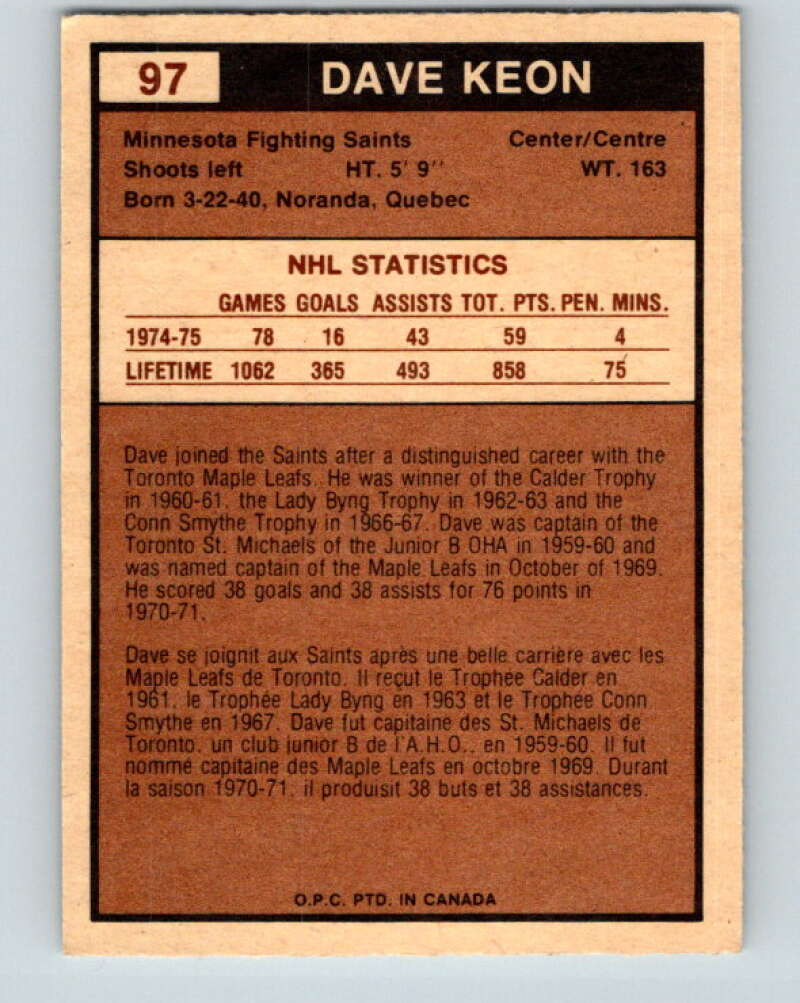 97 DAVE KEON
Minnesota Fighting Saints Center/Centre
Shoots left HT. 5' 9'' WT. 163
Born 3-22-40, Noranda, Quebec
NHL STATISTICS
GAMES GOALS ASSISTS TOT. PTS. PEN. MINS.
1974-75 78 16 43 59 4
LIFETIME 1062 365 493 858 75
Dave joined the Saints after a distinguished career with the
Toronto Maple Leafs. He was winner of the Calder Trophy
in 1960-61, the Lady Byng Trophy in 1962-63 and the
Conn Smythe Trophy in 1966-67. Dave was captain of the
Toronto St. Michaels of the Junior B OHA in 1959-60 and
was named captain of the Maple Leafs in October of 1969.
He scored 38 goals and 38 assists for 76 points in
1970-71.
Dave se joignit aux Saints après une belle carrière avec les
Maple Leafs de Toronto. Il reçut le Trophée Calder en
1961, le Trophée Lady Byng en 1963 et le Trophée Conn
Smythe en 1967. Dave fut capitaine des St. Michaels de
Toronto, un club junior B de l'A.H.O., en 1959-60. Il fut
nommé capitaine des Maple Leafs en octobre 1969. Durant
la saison 1970-71, il produisit 38 buts et 38 assistances.
O.P.C. PTD. IN CANADA